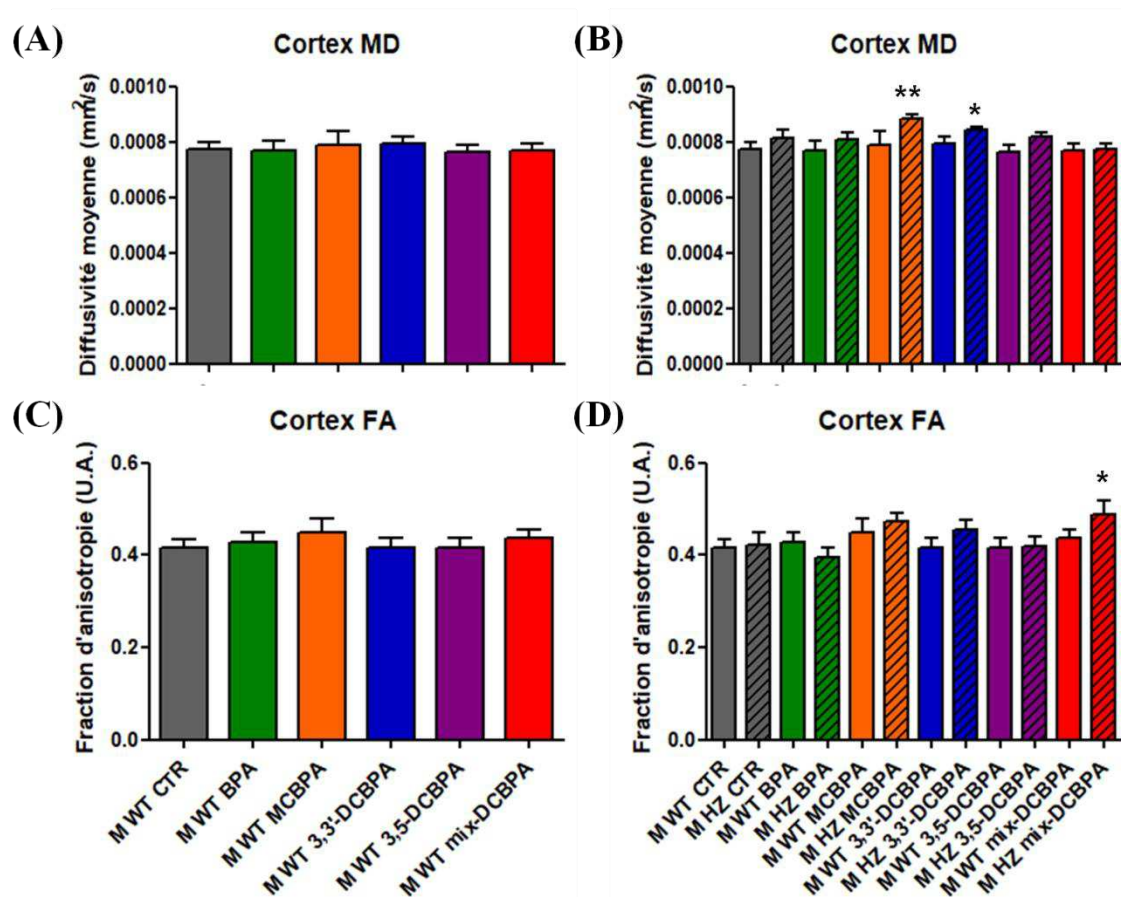 (A)
Cortex MD
Diffusivité moyenne (mm²/s)
0.0010
0.0008
0.0006
0.0004
0.0002
0.0000
(B)
Cortex MD
Diffusivité moyenne (mm²/s)
0.0010
0.0008
0.0006
0.0004
0.0002
0.0000
**
*
(C)
Cortex FA
Fraction d'anisotropie (U.A.)
0.6
0.4
0.2
0.0
M WT CTR
M WT BPA
M WT MCBPA
M WT 3,3'-DCBPA
M WT 3,5-DCBPA
M WT mix-DCBPA
(D)
Cortex FA
Fraction d'anisotropie (U.A.)
0.6
0.4
0.2
0.0
*
M WT CTR
M HZ CTR
M WT BPA
M HZ BPA
M WT MCBPA
M HZ MCBPA
M WT 3,3'-DCBPA
M HZ 3,3'-DCBPA
M WT 3,5-DCBPA
M HZ 3,5-DCBPA
M WT mix-DCBPA
M HZ mix-DCBPA